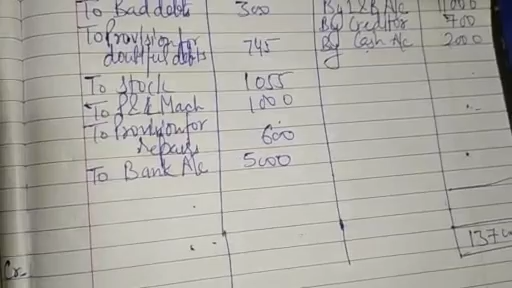 To Bad debts 300
By Creditor 700
To Provision for
doubtful debts 745
By Cash A/c 2000
To Stock 1055
To P&L Mach 1000
To Provision for
repairs 600
To Bank A/c 5000
Cr-